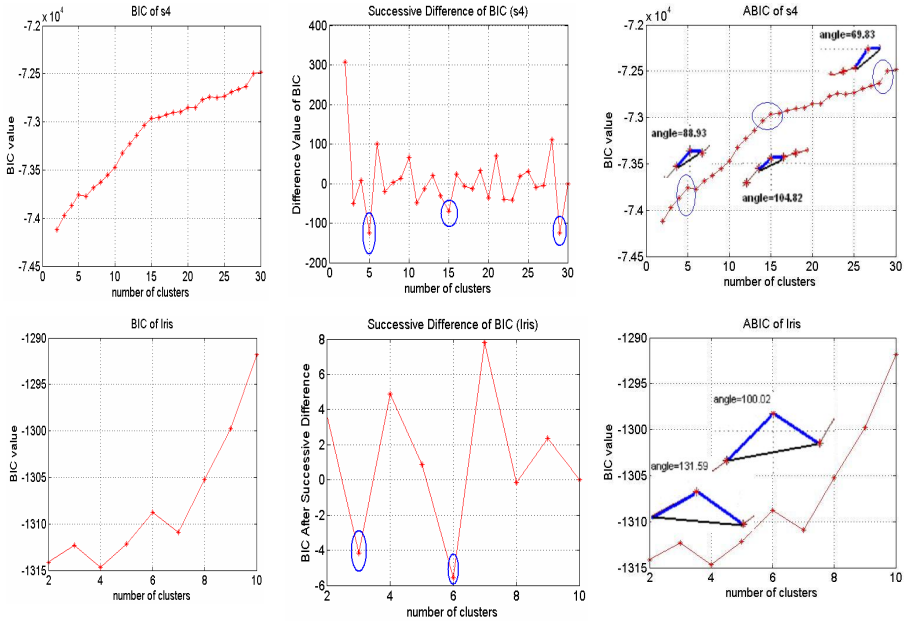 BIC of s4
x 10^4
-7.2
-7.25
-7.3
-7.35
-7.4
-7.45
0 5 10 15 20 25 30
BIC value
number of clusters
Successive Difference of BIC (s4)
400
300
200
100
0
-100
-200
0 5 10 15 20 25 30
Difference Value of BIC
number of clusters
ABIC of s4
x 10^4
-7.2
-7.25
-7.3
-7.35
-7.4
-7.45
0 5 10 15 20 25 30
BIC value
number of clusters
angle=69.83
angle=88.93
angle=104.82
BIC of Iris
-1290
-1295
-1300
-1305
-1310
-1315
2 4 6 8 10
BIC value
number of clusters
Successive Difference of BIC (Iris)
8
6
4
2
0
-2
-4
-6
2 4 6 8 10
BIC After Successive Difference
number of clusters
ABIC of Iris
-1290
-1295
-1300
-1305
-1310
-1315
2 4 6 8 10
BIC value
number of clusters
angle=100.02
angle=131.59